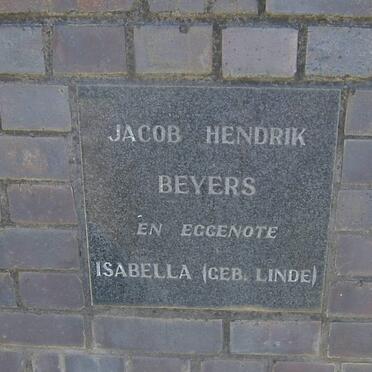 JACOB HENDRIK
BEYERS
EN EGGENOTE
ISABELLA (GEB. LINDE)